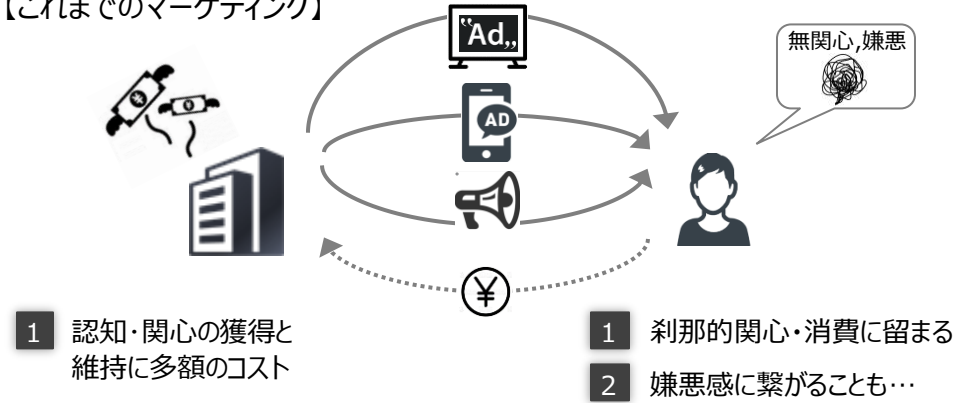 【これまでのマーケティング】
"Ad„
無関心,嫌悪
AD
¥
1 認知・関心の獲得と
維持に多額のコスト
1 刹那的関心・消費に留まる
2 嫌悪感に繋がることも…